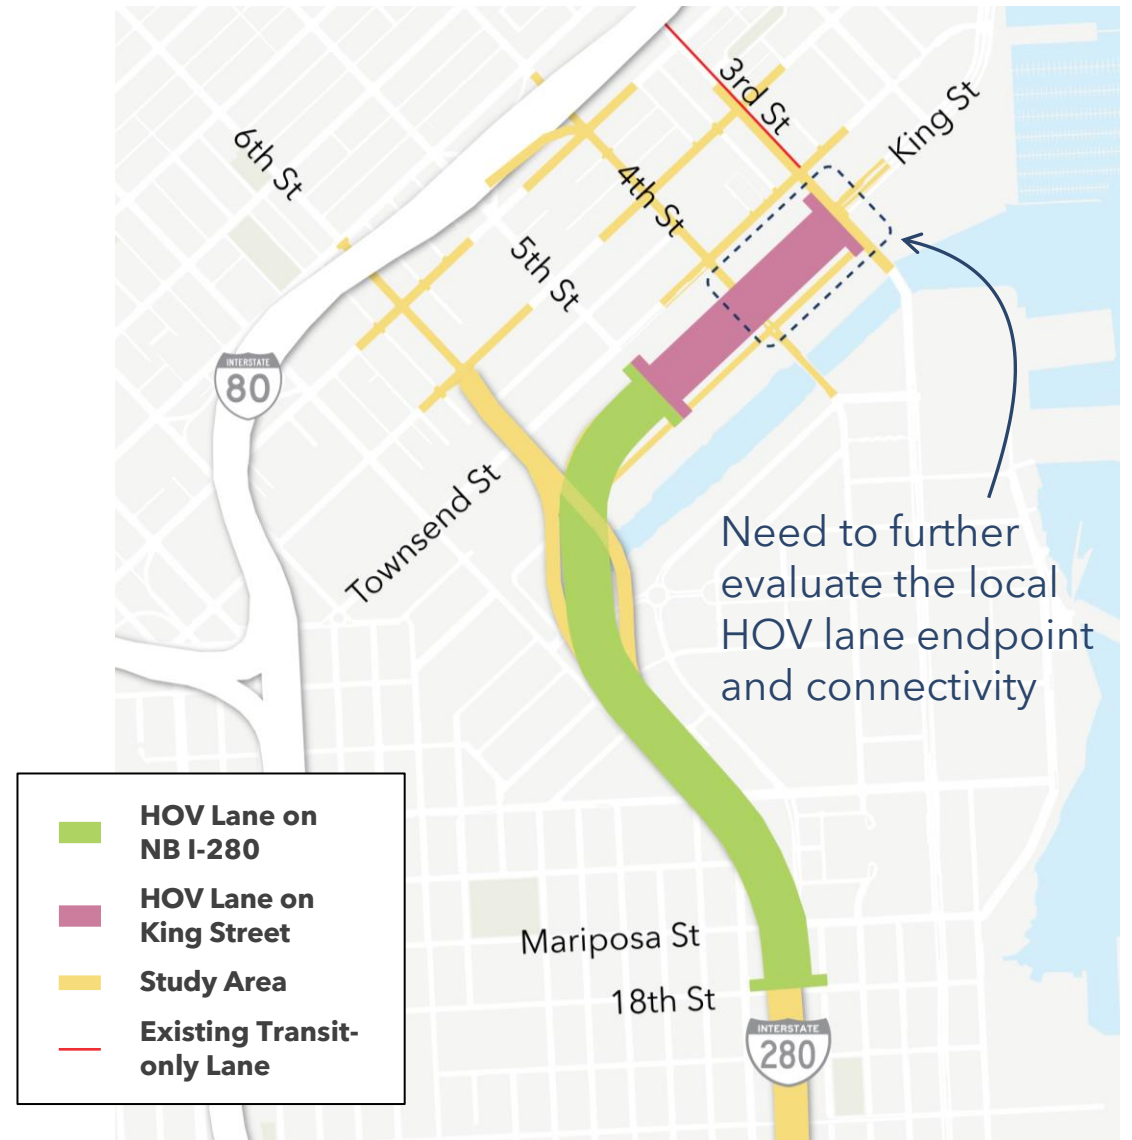 3rd St
King St
6th St
4th St
5th St
INTERSTATE
80
Townsend St
Need to further
evaluate the local
HOV lane endpoint
and connectivity
HOV Lane on
NB I-280
HOV Lane on
King Street
Study Area
Existing Transit-
only Lane
Mariposa St
18th St
INTERSTATE
280